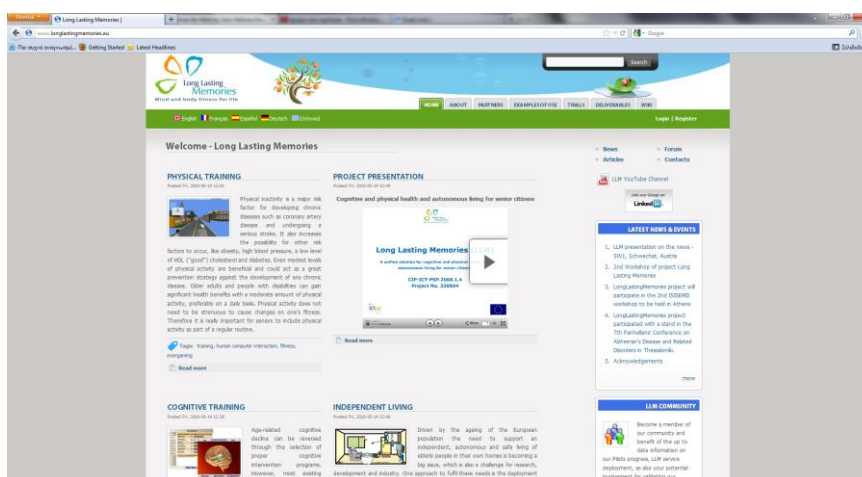 Firefox
Long Lasting Memories |
www.longlastingmemories.eu
Google
Getting Started
Latest Headlines
Long Lasting
Memories
Mind and body fitness for life
Search
HOME ABOUT PARTNERS EXAMPLES OF USE TRIALS DELIVERABLES WIKI
English Français Español Deutsch Ελληνικά
Login | Register
Welcome - Long Lasting Memories
News Forum
Articles Contacts
LLM YouTube Channel
Join our Group on
LinkedIn
PHYSICAL TRAINING
Physical inactivity is a major risk
factor for developing chronic
diseases such as coronary artery
disease and undergoing a
serious stroke. It also increases
the possibility for other risk
factors to occur, like obesity, high blood pressure, a low level
of HDL ("good") cholesterol and diabetes. Even modest levels
of physical activity are beneficial and could act as a great
prevention strategy against the development of any chronic
disease. Older adults and people with disabilities can gain
significant health benefits with a moderate amount of physical
activity, preferably on a daily basis. Physical activity does not
need to be strenuous to cause changes on one's fitness.
Therefore it is really important for seniors to include physical
activity as part of a regular routine.
Tags: training, human computer interaction, fitness,
exergaming
Read more
PROJECT PRESENTATION
Cognitive and physical health and autonomous living for senior citizens
Long Lasting Memories (LLM)
A unified solution for cognitive and physical
autonomous living for senior citizens
CIP-ICT-PSP.2008.1.4
Project No. 238904
Read more
LATEST NEWS & EVENTS
1. LLM presentation on the news -
SW1, Schwechat, Austria
2. 2nd Workshop of project Long
Lasting Memories
3. LongLastingMemories project will
participate in the 2nd ISISEMD
workshop to be held in Athens
4. LongLastingMemories project
participated with a stand in the
7th Panhellenic Conference on
Alzheimer's Disease and Related
Disorders in Thessaloniki.
5. Acknowledgements
more
COGNITIVE TRAINING
Age-related cognitive
decline can be reversed
through the selection of
proper cognitive
intervention programs.
However, most existing
INDEPENDENT LIVING
Driven by the ageing of the European
population the need to support an
independent, autonomous and safe living of
elderly people in their own homes is becoming a
big issue, which is also a challenge for research,
development and industry. One approach to fulfil these needs is the deployment
LLM COMMUNITY
Become a member of
our community and
benefit of the up to
date information on
our Pilots progress, LLM service
deployment, as also your potential